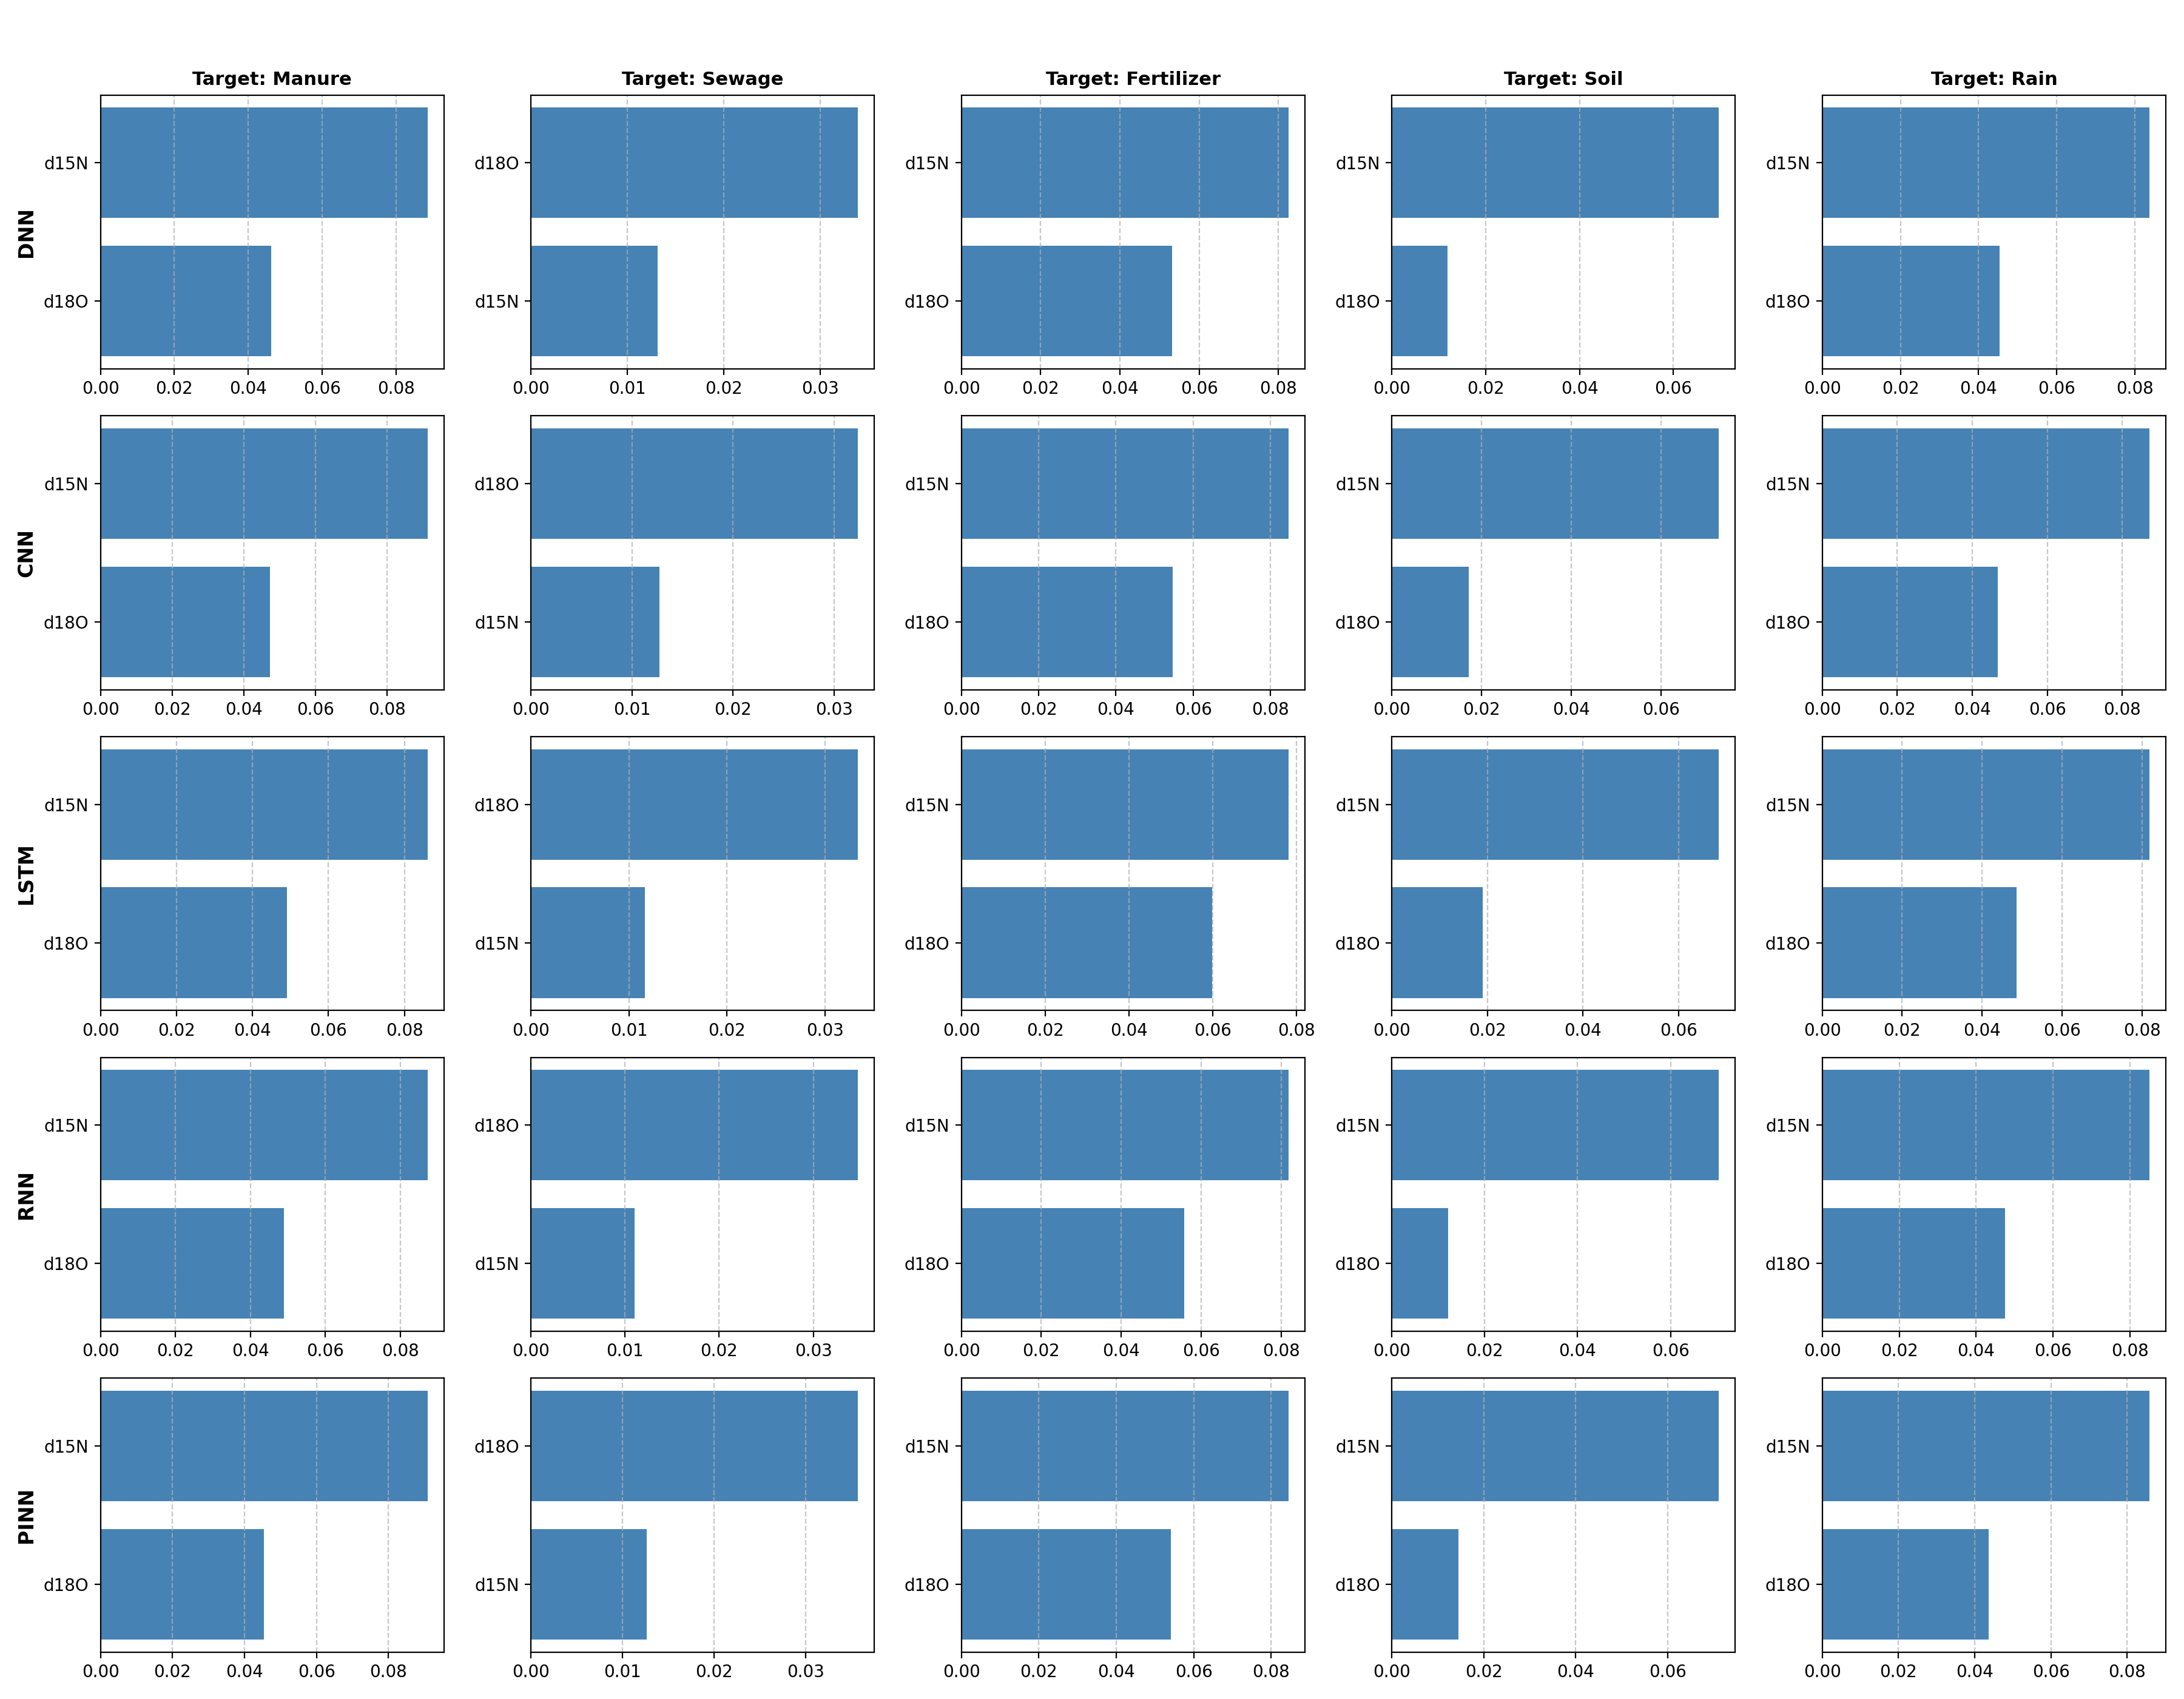 Target: Manure Target: Sewage Target: Fertilizer Target: Soil Target: Rain
DNN
d15N d18O d15N d15N d15N
d18O d15N d18O d18O d18O
0.00 0.02 0.04 0.06 0.08 0.00 0.01 0.02 0.03 0.00 0.02 0.04 0.06 0.08 0.00 0.02 0.04 0.06 0.00 0.02 0.04 0.06 0.08
CNN
d15N d18O d15N d15N d15N
d18O d15N d18O d18O d18O
0.00 0.02 0.04 0.06 0.08 0.00 0.01 0.02 0.03 0.00 0.02 0.04 0.06 0.08 0.00 0.02 0.04 0.06 0.00 0.02 0.04 0.06 0.08
LSTM
d15N d18O d15N d15N d15N
d18O d15N d18O d18O d18O
0.00 0.02 0.04 0.06 0.08 0.00 0.01 0.02 0.03 0.00 0.02 0.04 0.06 0.08 0.00 0.02 0.04 0.06 0.00 0.02 0.04 0.06 0.08
RNN
d15N d18O d15N d15N d15N
d18O d15N d18O d18O d18O
0.00 0.02 0.04 0.06 0.08 0.00 0.01 0.02 0.03 0.00 0.02 0.04 0.06 0.08 0.00 0.02 0.04 0.06 0.00 0.02 0.04 0.06 0.08
PINN
d15N d18O d15N d15N d15N
d18O d15N d18O d18O d18O
0.00 0.02 0.04 0.06 0.08 0.00 0.01 0.02 0.03 0.00 0.02 0.04 0.06 0.08 0.00 0.02 0.04 0.06 0.00 0.02 0.04 0.06 0.08